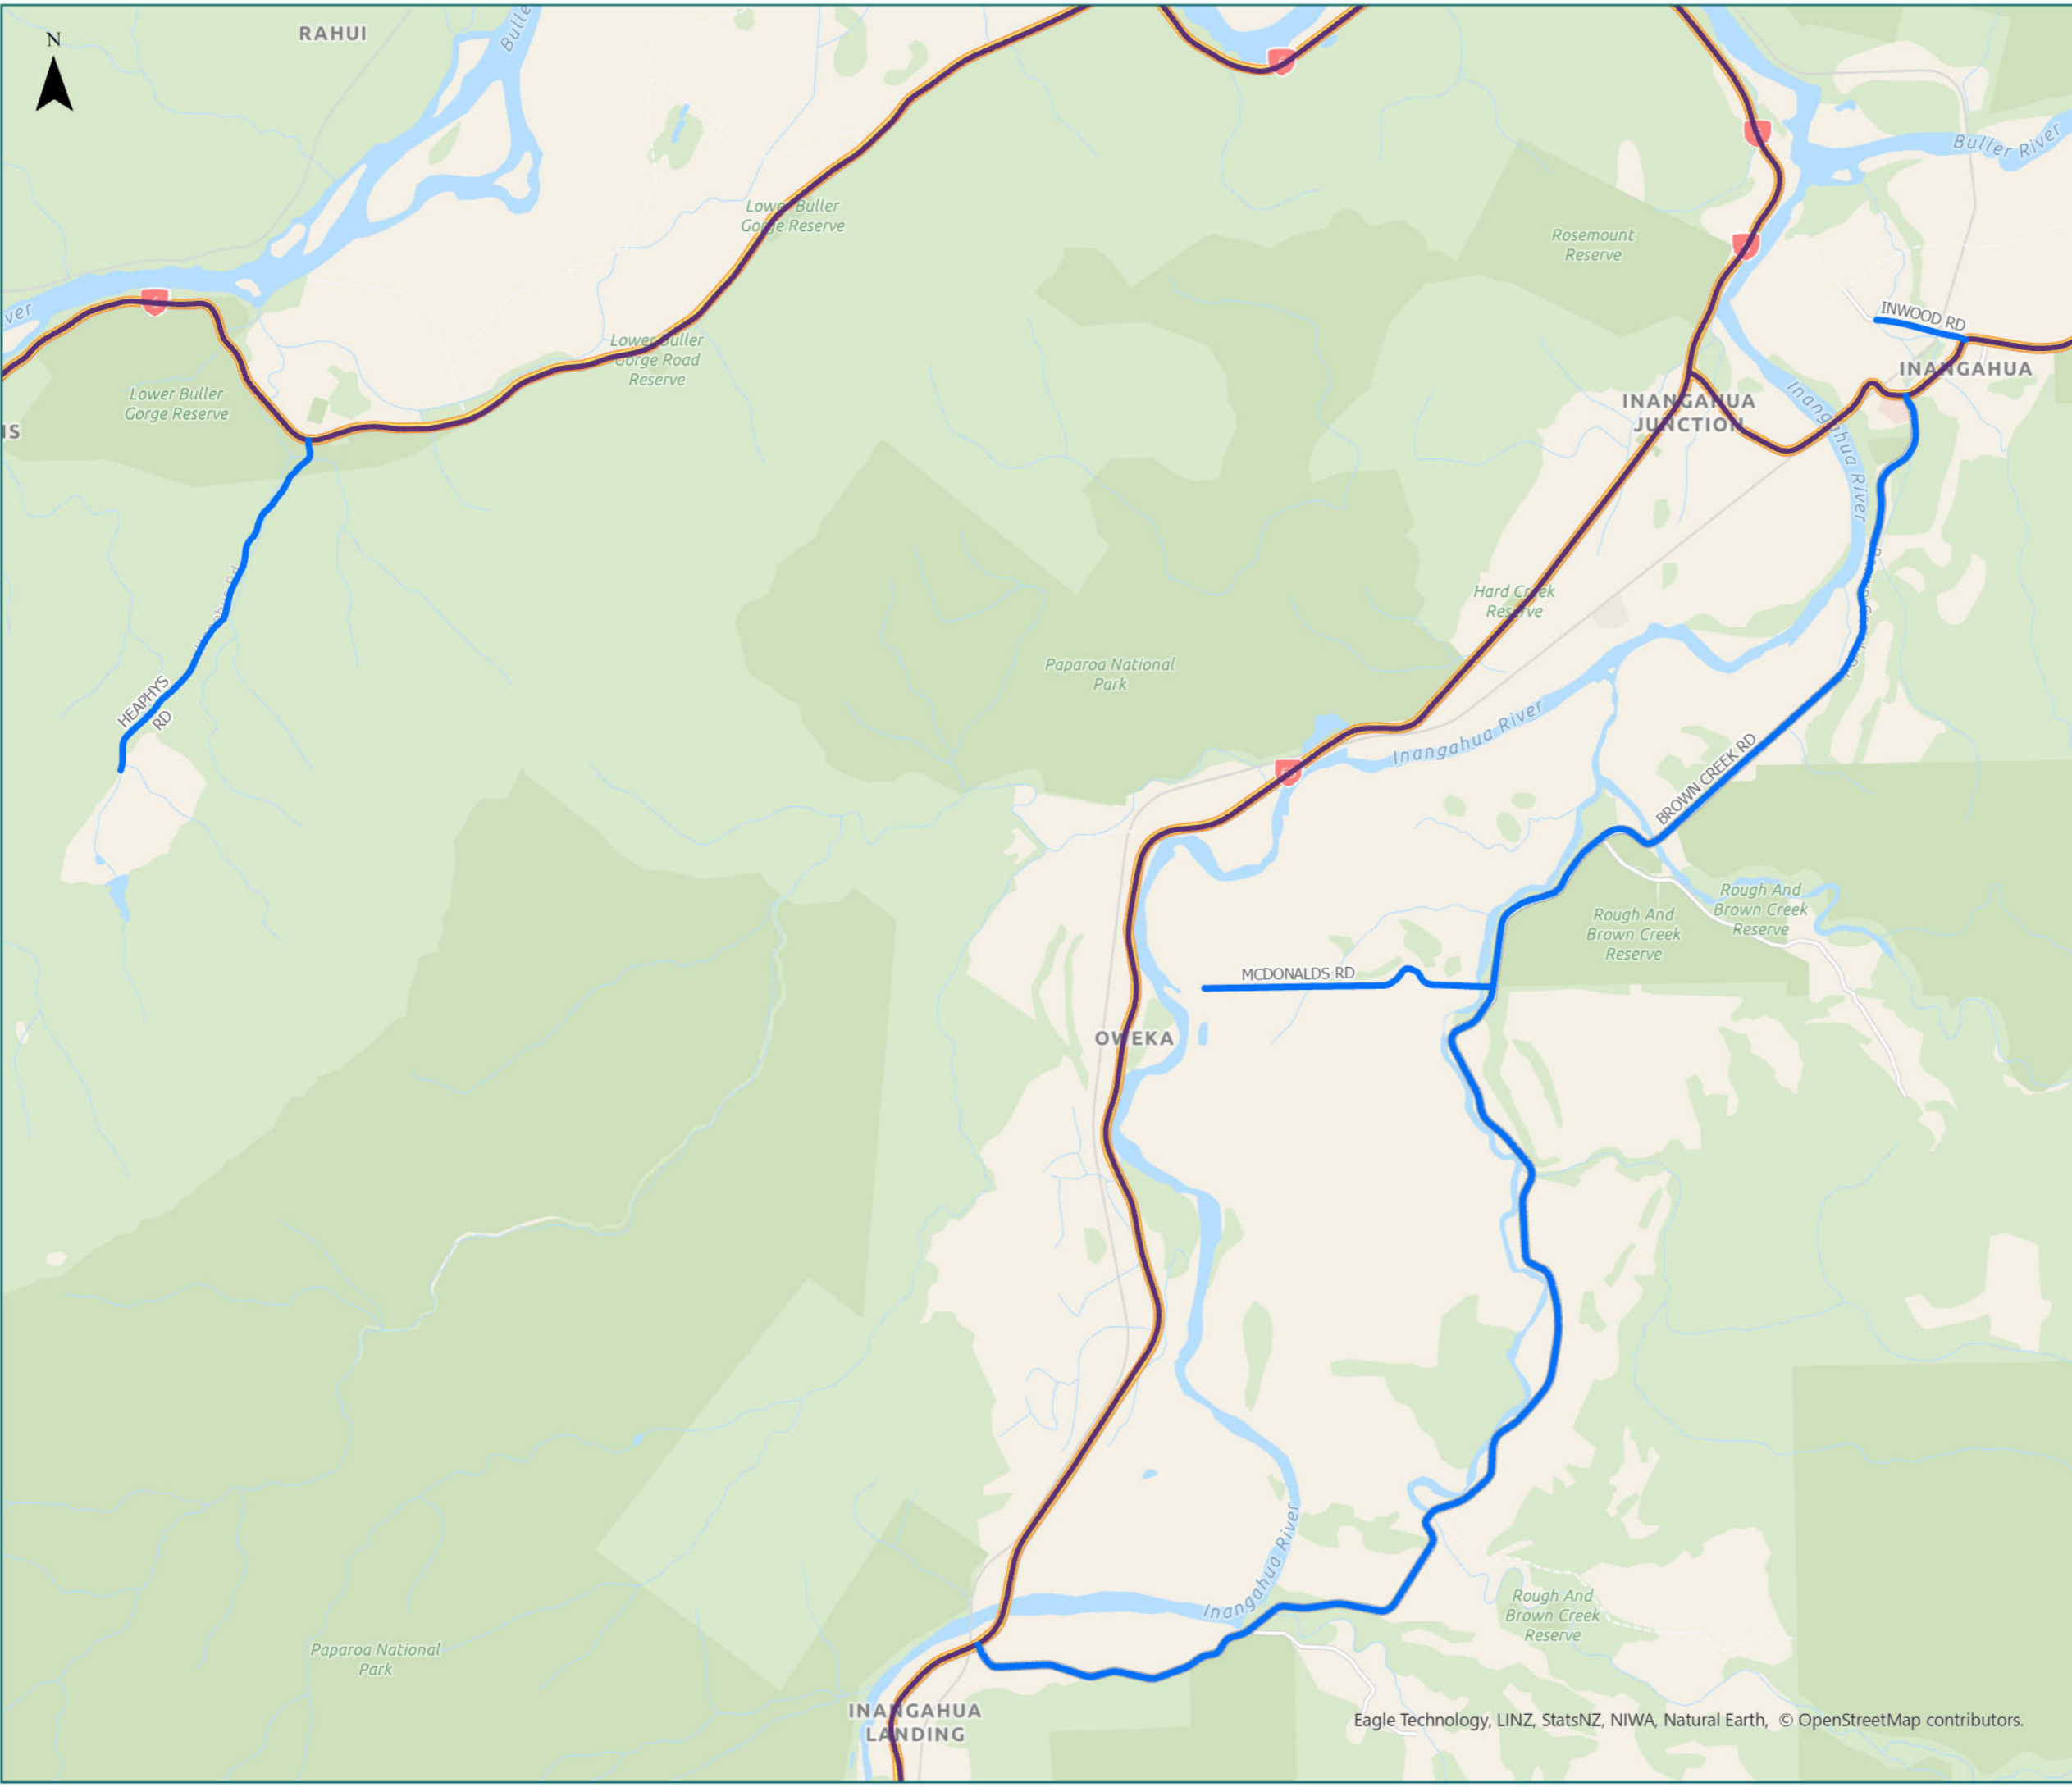 N
RAHUI
Buller River
Lower Buller
Gorge Reserve
Rosemount
Reserve
INWOOD RD
INANGAHUA
Lower Buller
Gorge Road
Reserve
Lower Buller
Gorge Reserve
INANGAHUA
JUNCTION
Inangahua River
Hard Creek
Reserve
Paparoa National
Park
HEAPHYS
RD
Inangahua River
BROWN CREEK RD
Rough And
Brown Creek
Reserve
Rough And
Brown Creek
Reserve
MCDONALDS RD
OWEKA
Inangahua River
Rough And
Brown Creek
Reserve
Paparoa National
Park
INANGAHUA
LANDING
Eagle Technology, LINZ, StatsNZ, NIWA, Natural Earth, © OpenStreetMap contributors.